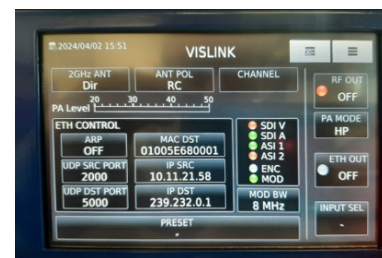 2024/04/02 15:51
VISLINK
2GHz ANT
Dir
ANT POL
RC
CHANNEL
RF OUT
OFF
PA Level
20 30 40 50
PA MODE
HP
ETH CONTROL
ARP
OFF
MAC DST
01005E680001
SDI V
SDI A
ASI 1
ASI 2
ENC
MOD
UDP SRC PORT
2000
IP SRC
10.11.21.58
ETH OUT
OFF
UDP DST PORT
5000
IP DST
239.232.0.1
MOD BW
8 MHz
INPUT SEL
-
PRESET
-